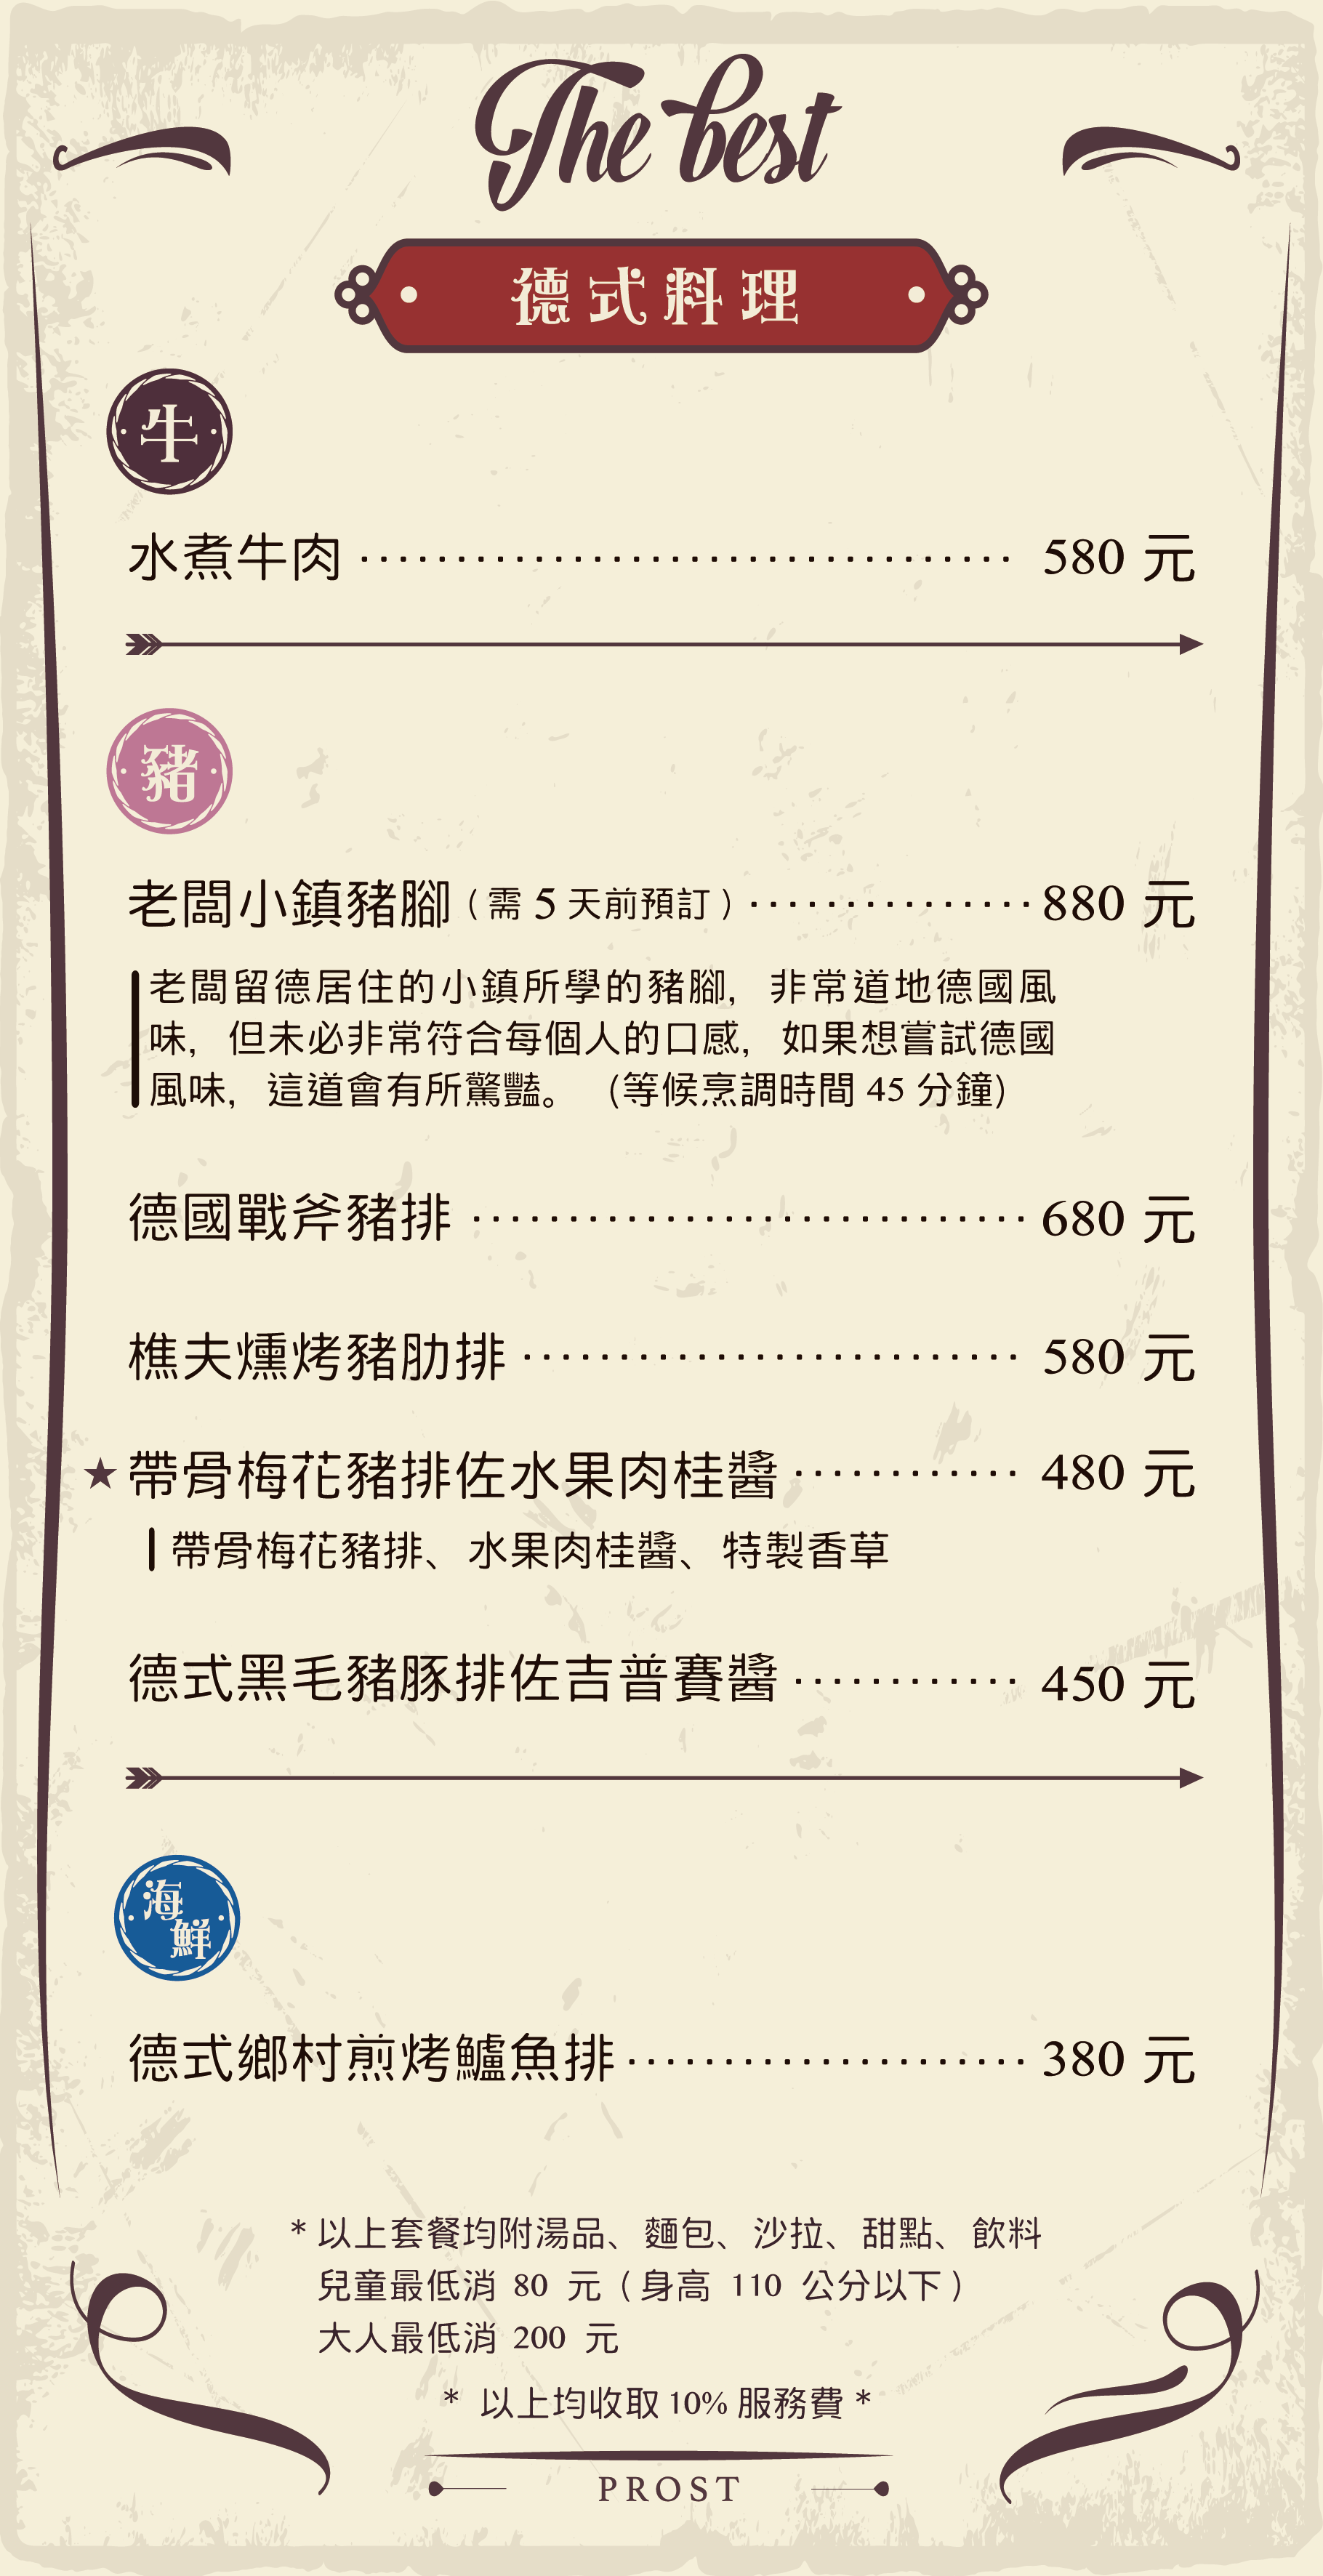 The best
德式料理
牛
水煮牛肉 ································· 580 元
豬
老闆小鎮豬腳 ( 需 5 天前預訂 ) ··············· 880 元
老闆留德居住的小鎮所學的豬腳， 非常道地德國風
味， 但未必非常符合每個人的口感， 如果想嘗試德國
風味， 這道會有所驚豔。 (等候烹調時間 45 分鐘)
德國戰斧豬排 ····························· 680 元
樵夫燻烤豬肋排 ·························· 580 元
★ 帶骨梅花豬排佐水果肉桂醬 ············ 480 元
帶骨梅花豬排、水果肉桂醬、特製香草
德式黑毛豬豚排佐吉普賽醬 ············ 450 元
海鮮
德式鄉村煎烤鱸魚排 ····················· 380 元
* 以上套餐均附湯品、麵包、沙拉、甜點、飲料
兒童最低消 80 元 ( 身高 110 公分以下 )
大人最低消 200 元
* 以上均收取 10% 服務費 *
PROST